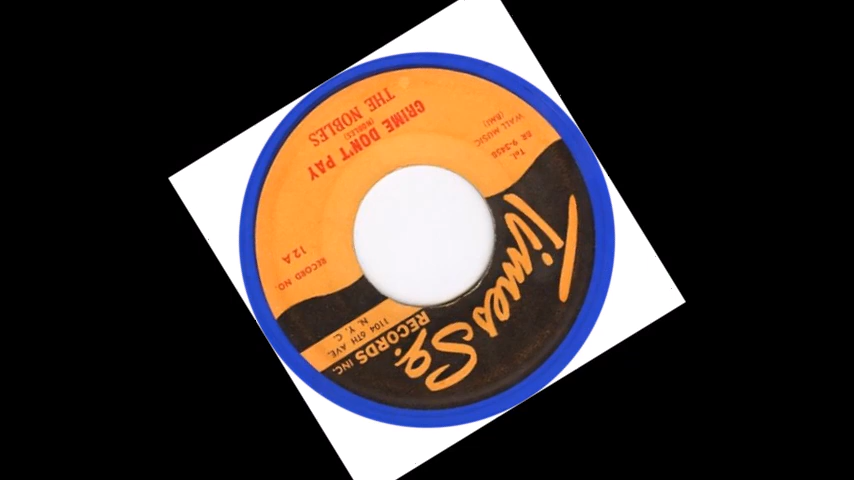 Times Sq.
RECORDS INC.
1104 6TH AVE.
N. Y. C.
Tel.
RE 9-3458
WALL MUSIC
(BMI)
RECORD NO.
12 A
CRIME DON'T PAY
(NOBLES)
THE NOBLES